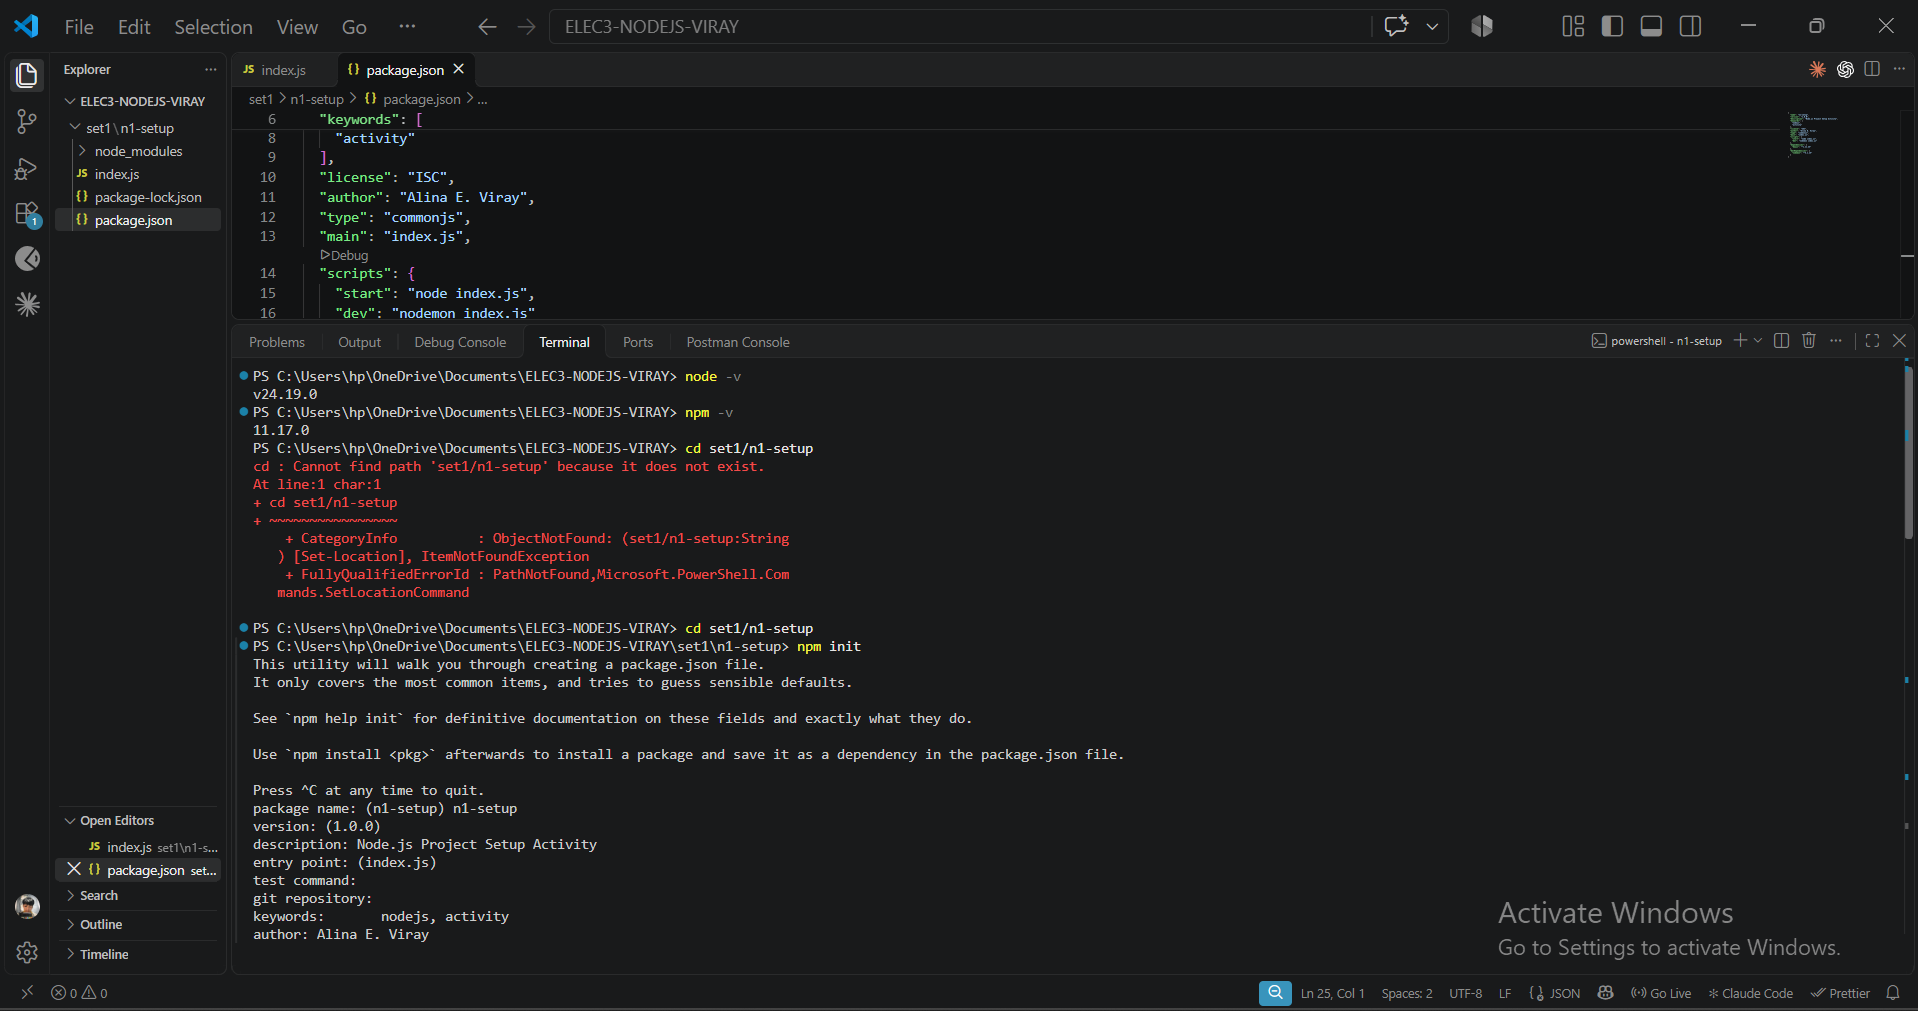 File Edit Selection View Go ELEC3-NODEJS-VIRAY
Explorer
ELEC3-NODEJS-VIRAY
set1\n1-setup
node_modules
JS index.js
{} package-lock.json
{} package.json
1
Open Editors
JS index.js set1\n1-s...
{} package.json set...
Search
Outline
Timeline
JS index.js {} package.json
set1 > n1-setup > {} package.json > ...
6 "keywords": [
8 "activity"
9 ],
10 "license": "ISC",
11 "author": "Alina E. Viray",
12 "type": "commonjs",
13 "main": "index.js",
Debug
14 "scripts": {
15 "start": "node index.js",
16 "dev": "nodemon index.js"
Problems Output Debug Console Terminal Ports Postman Console powershell - n1-setup
PS C:\Users\hp\OneDrive\Documents\ELEC3-NODEJS-VIRAY> node -v
v24.19.0
PS C:\Users\hp\OneDrive\Documents\ELEC3-NODEJS-VIRAY> npm -v
11.17.0
PS C:\Users\hp\OneDrive\Documents\ELEC3-NODEJS-VIRAY> cd set1/n1-setup
cd : Cannot find path 'set1/n1-setup' because it does not exist.
At line:1 char:1
+ cd set1/n1-setup
+ ~~~~~~~~~~~~~~~~
+ CategoryInfo : ObjectNotFound: (set1/n1-setup:String
) [Set-Location], ItemNotFoundException
+ FullyQualifiedErrorId : PathNotFound,Microsoft.PowerShell.Com
mands.SetLocationCommand
PS C:\Users\hp\OneDrive\Documents\ELEC3-NODEJS-VIRAY> cd set1/n1-setup
PS C:\Users\hp\OneDrive\Documents\ELEC3-NODEJS-VIRAY\set1\n1-setup> npm init
This utility will walk you through creating a package.json file.
It only covers the most common items, and tries to guess sensible defaults.
See `npm help init` for definitive documentation on these fields and exactly what they do.
Use `npm install <pkg>` afterwards to install a package and save it as a dependency in the package.json file.
Press ^C at any time to quit.
package name: (n1-setup) n1-setup
version: (1.0.0)
description: Node.js Project Setup Activity
entry point: (index.js)
test command:
git repository:
keywords: nodejs, activity
author: Alina E. Viray
Activate Windows
Go to Settings to activate Windows.
0 0 Ln 25, Col 1 Spaces: 2 UTF-8 LF {} JSON Go Live Claude Code Prettier